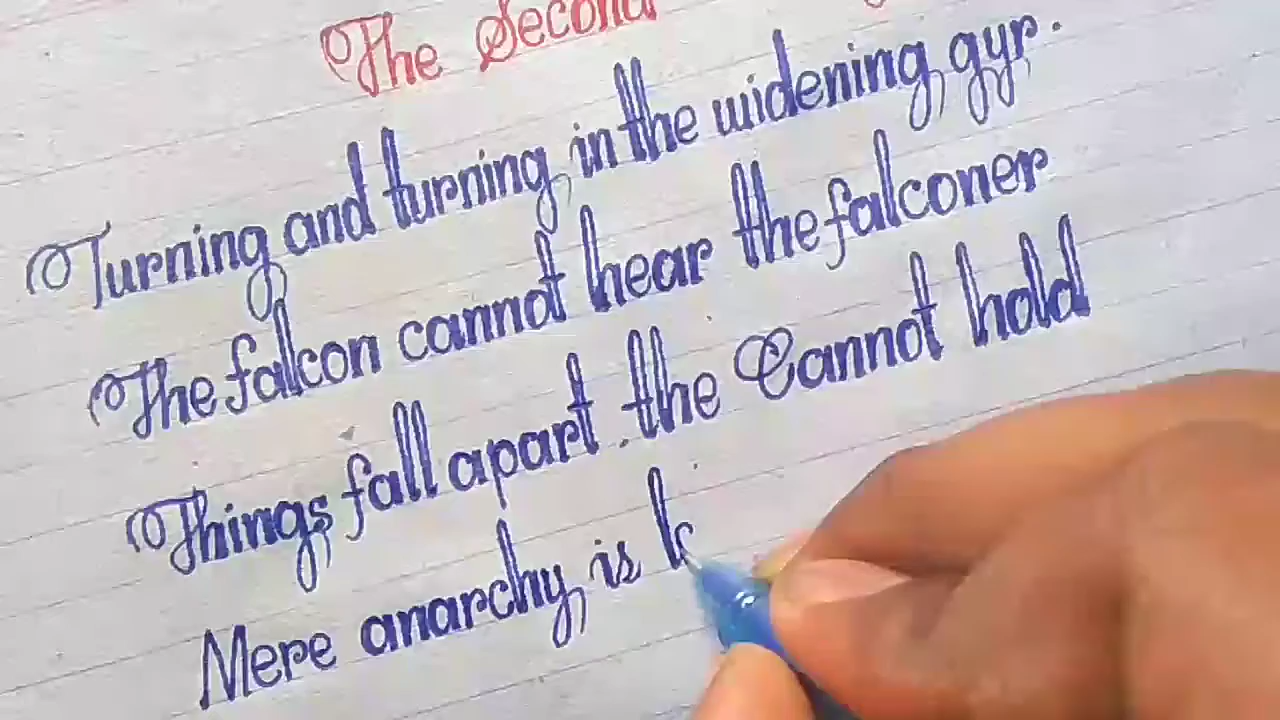 The Second
Turning and turning in the widening gyr.
The falcon cannot hear the falconer
Things fall apart. the Cannot hold
Mere anarchy is lo